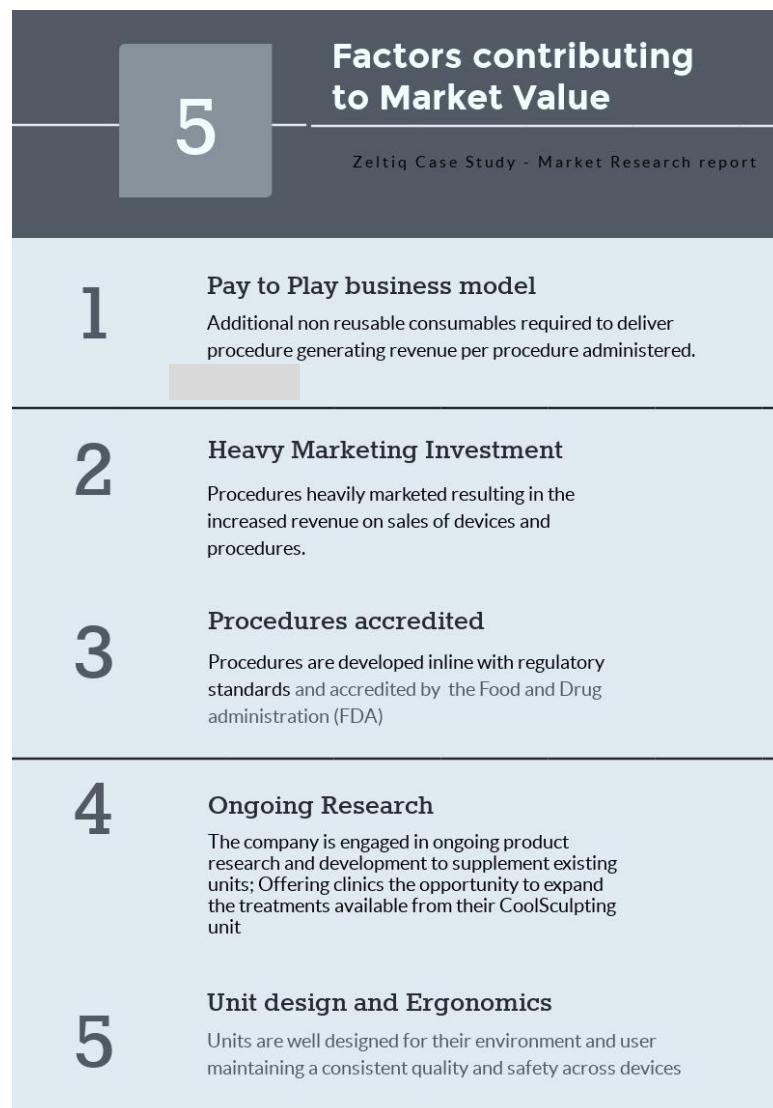 5
Factors contributing
to Market Value
Zeltiq Case Study - Market Research report
1
Pay to Play business model
Additional non reusable consumables required to deliver
procedure generating revenue per procedure administered.
2
Heavy Marketing Investment
Procedures heavily marketed resulting in the
increased revenue on sales of devices and
procedures.
3
Procedures accredited
Procedures are developed inline with regulatory
standards and accredited by  the Food and Drug
administration (FDA)
4
Ongoing Research
The company is engaged in ongoing product
research and development to supplement existing
units; Offering clinics the opportunity to expand
the treatments available from their CoolSculpting
unit
5
Unit design and Ergonomics
Units are well designed for their environment and user
maintaining a consistent quality and safety across devices